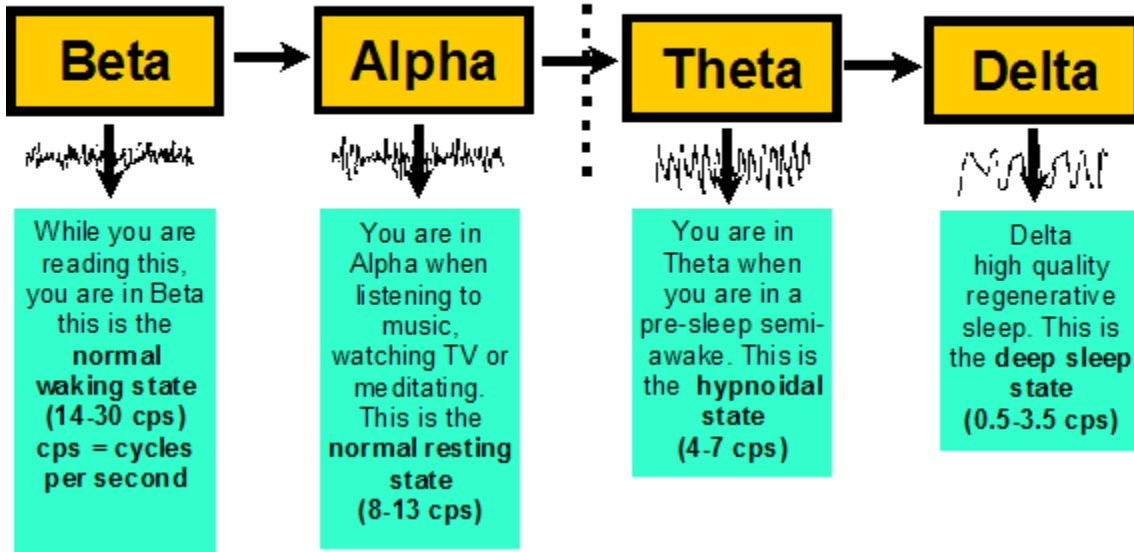 Beta
Alpha
Theta
Delta
While you are
reading this,
you are in Beta
this is the
normal
waking state
(14-30 cps)
cps = cycles
per second
You are in
Alpha when
listening to
music,
watching TV or
meditating.
This is the
normal resting
state
(8-13 cps)
You are in
Theta when
you are in a
pre-sleep semi-
awake. This is
the hypnoidal
state
(4-7 cps)
Delta
high quality
regenerative
sleep. This is
the deep sleep
state
(0.5-3.5 cps)